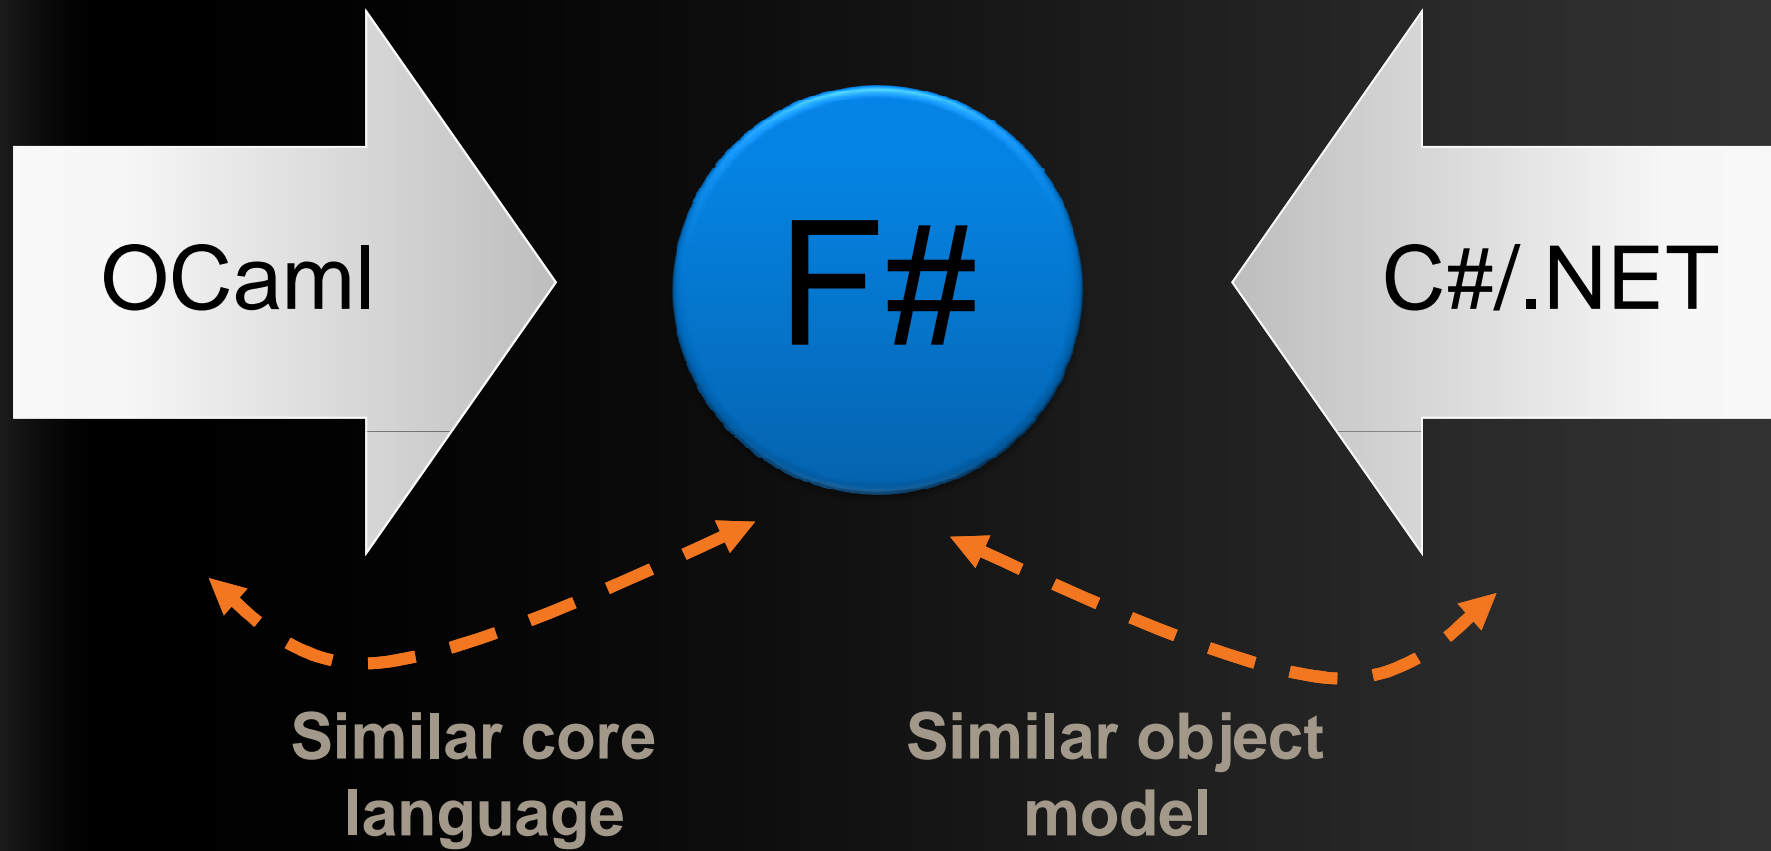 OCaml
F#
C#/.NET
Similar core
language
Similar object
model